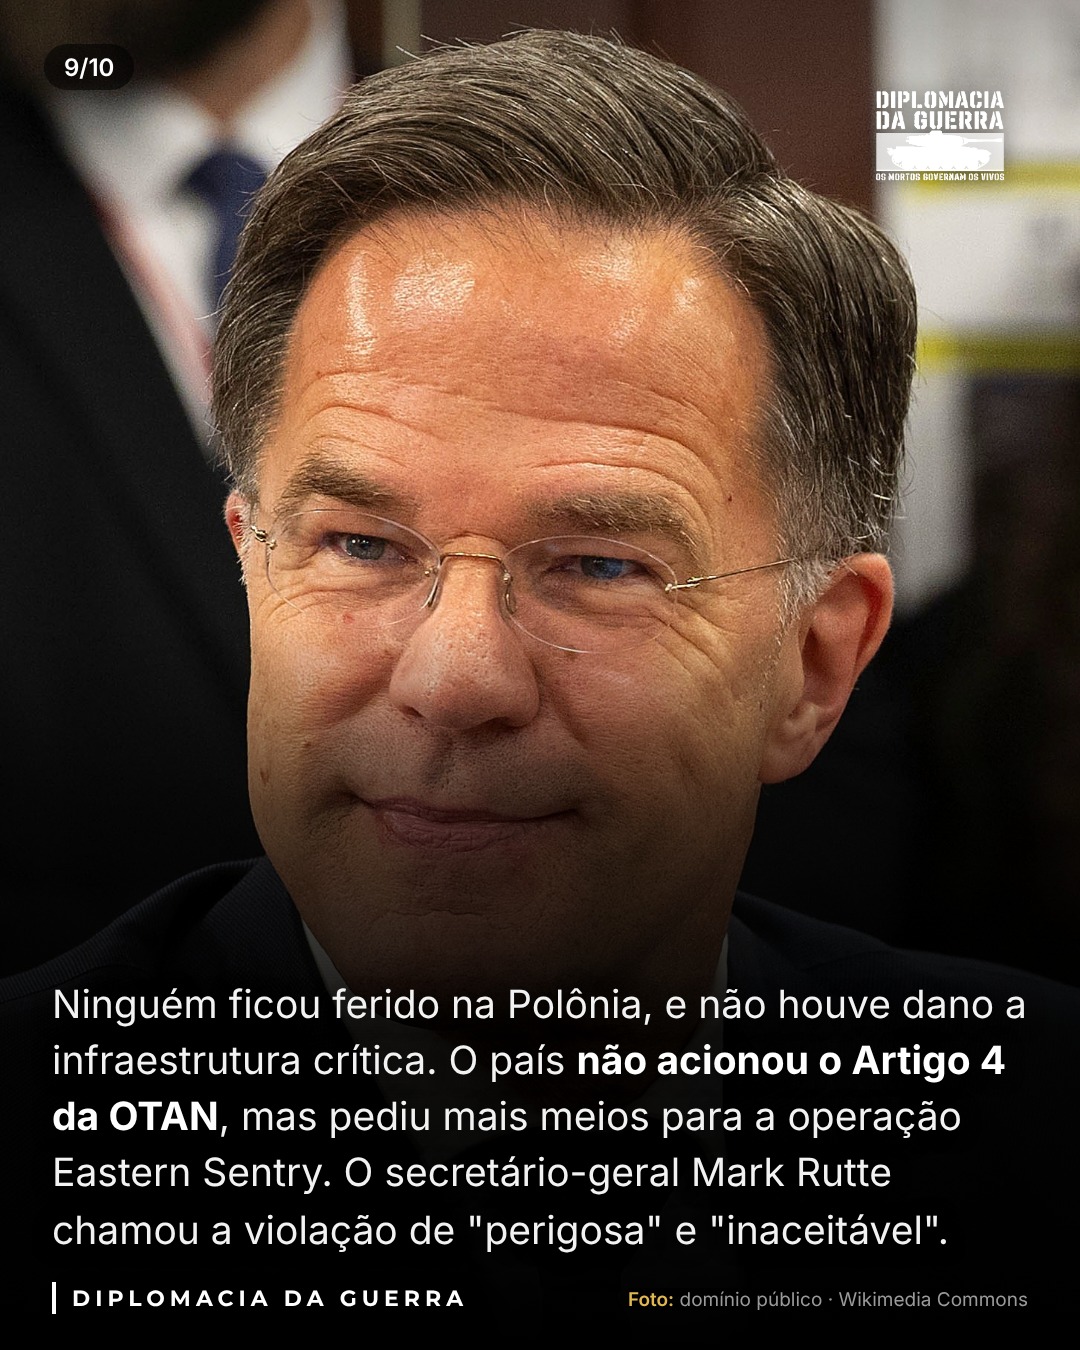 9/10
DIPLOMACIA
DA GUERRA
OS MORTOS GOVERNAM OS VIVOS
Ninguém ficou ferido na Polônia, e não houve dano a
infraestrutura crítica. O país não acionou o Artigo 4
da OTAN, mas pediu mais meios para a operação
Eastern Sentry. O secretário-geral Mark Rutte
chamou a violação de "perigosa" e "inaceitável".
DIPLOMACIA DA GUERRA
Foto: domínio público · Wikimedia Commons